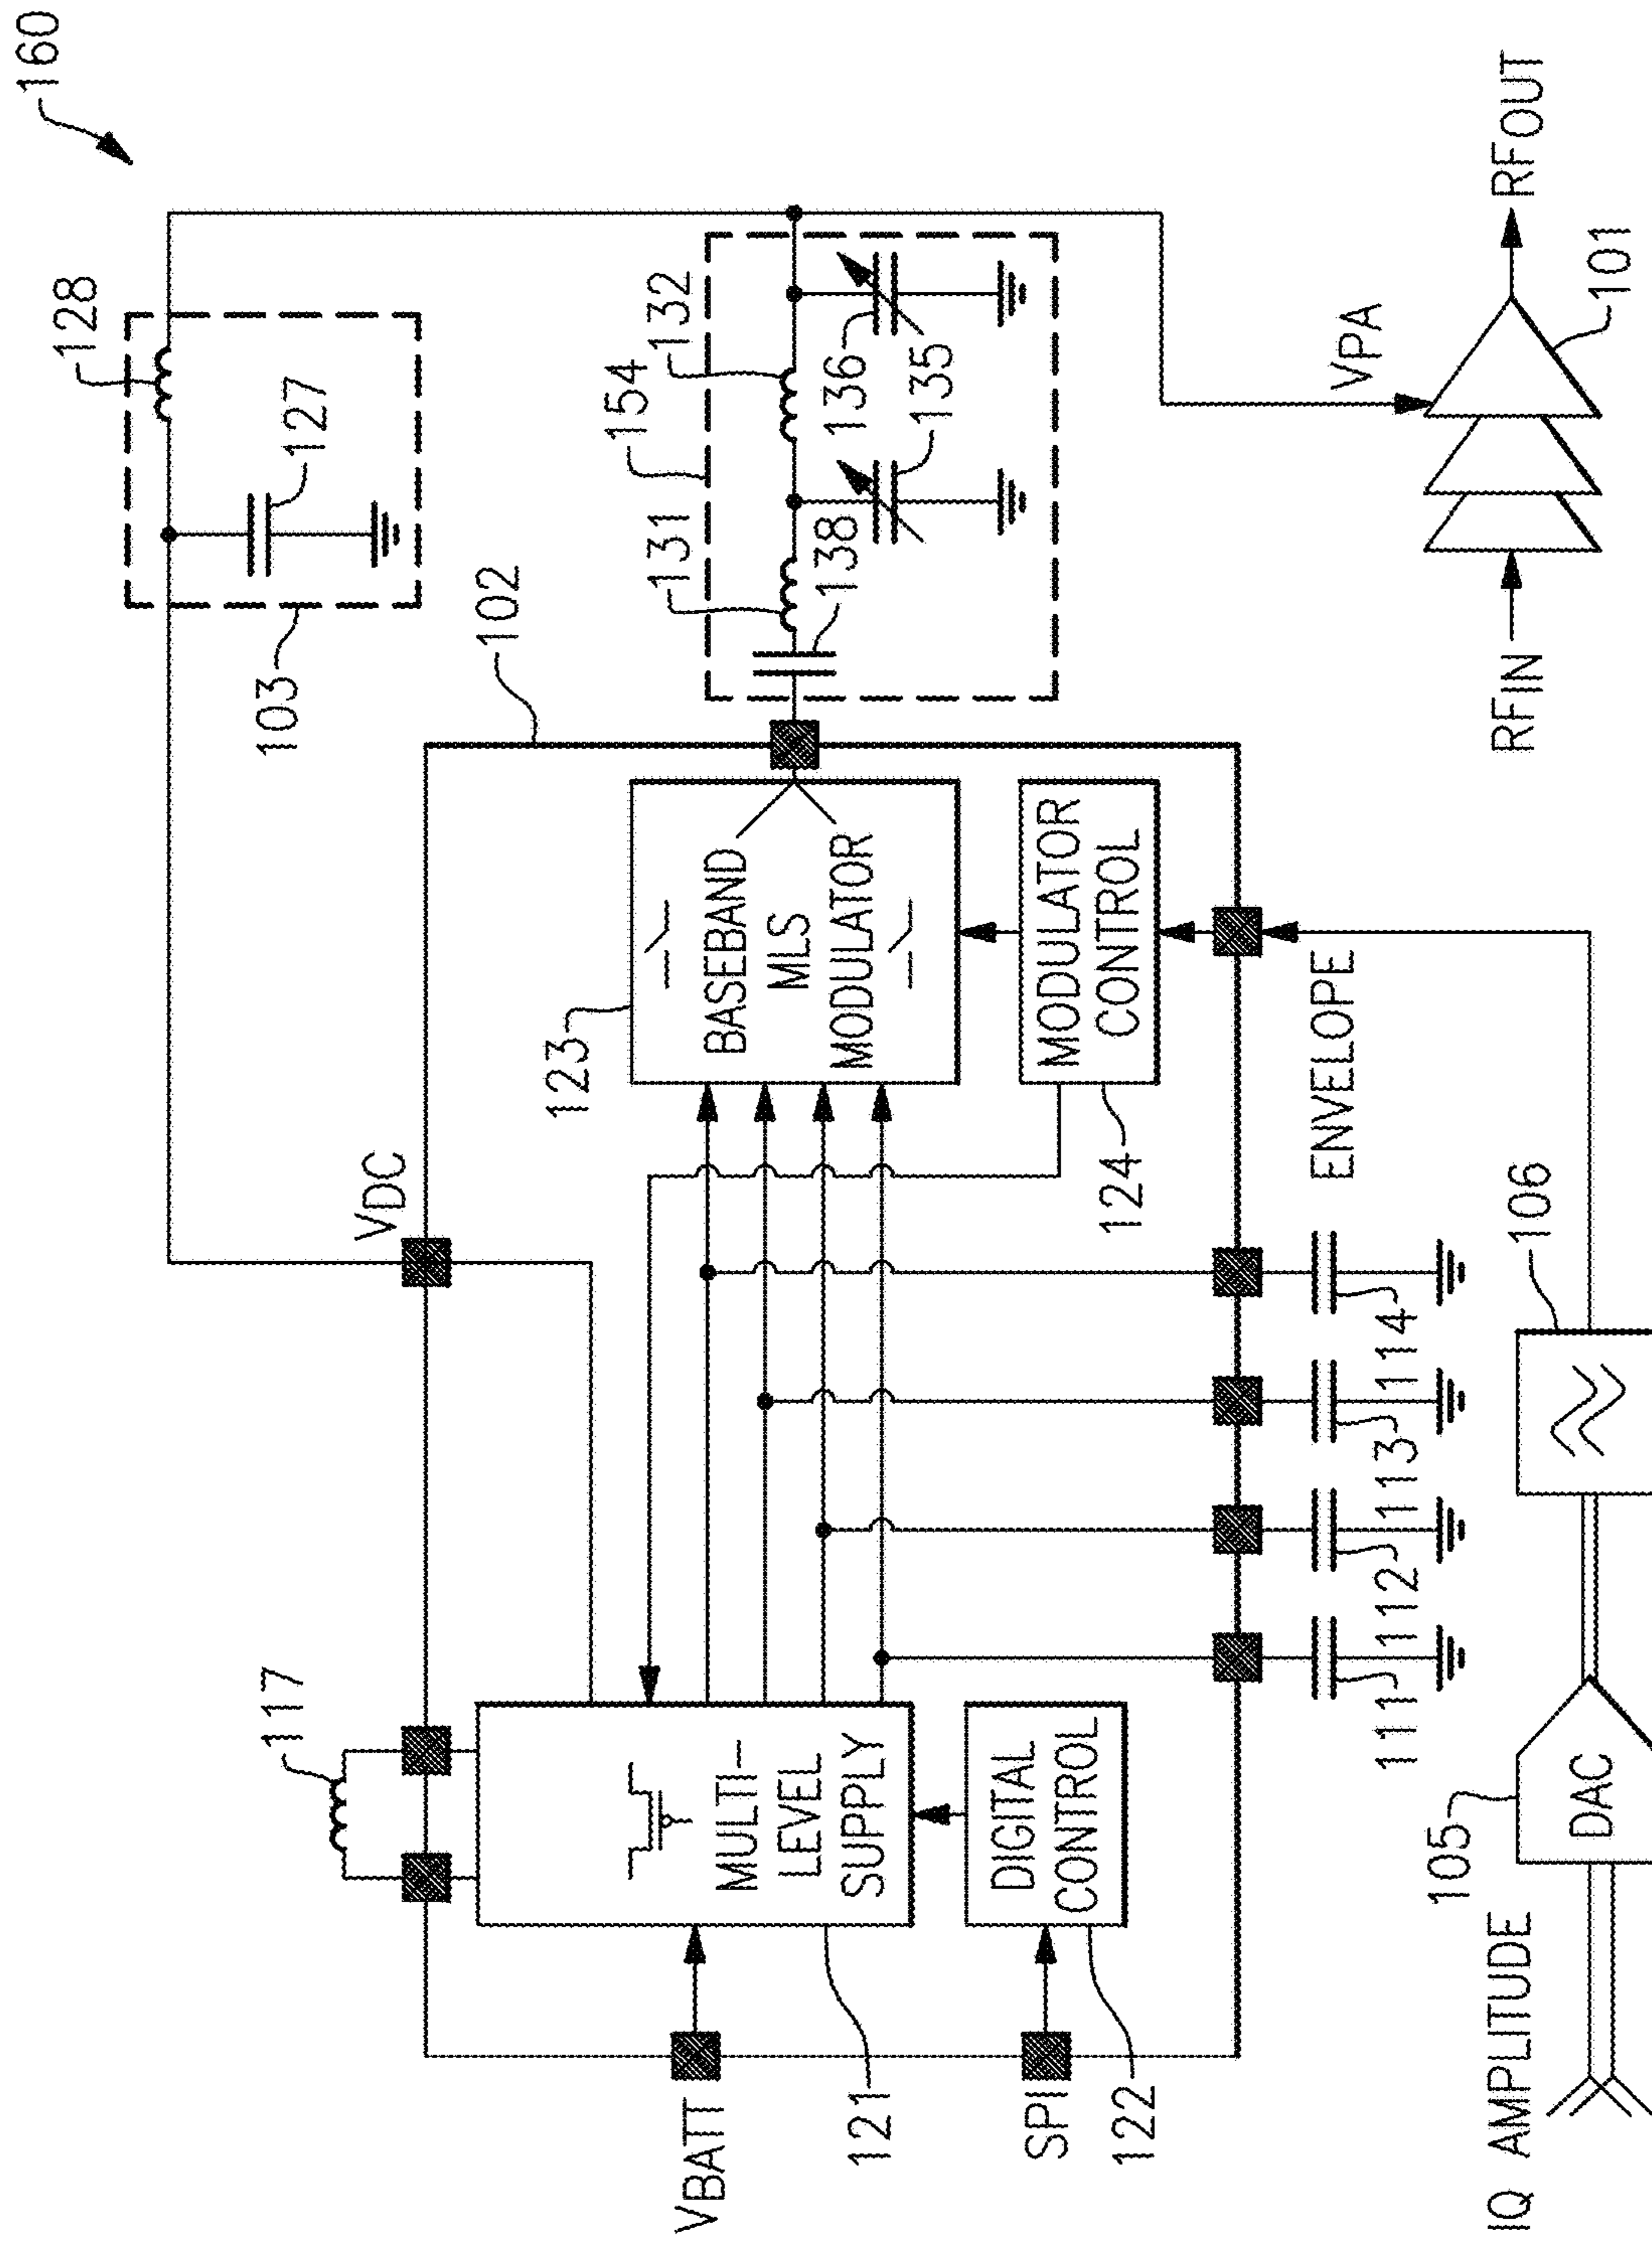 160
128
127
103
VDC
117
102
154
131
132
138
136
135
123
BASEBAND
MLS
MODULATOR
MULTI-
LEVEL
SUPPLY
VBATT
121
MODULATOR
CONTROL
124
DIGITAL
CONTROL
SPI
122
ENVELOPE
111
112
113
114
VPA
RFIN
RFOUT
101
IQ AMPLITUDE
105
DAC
106